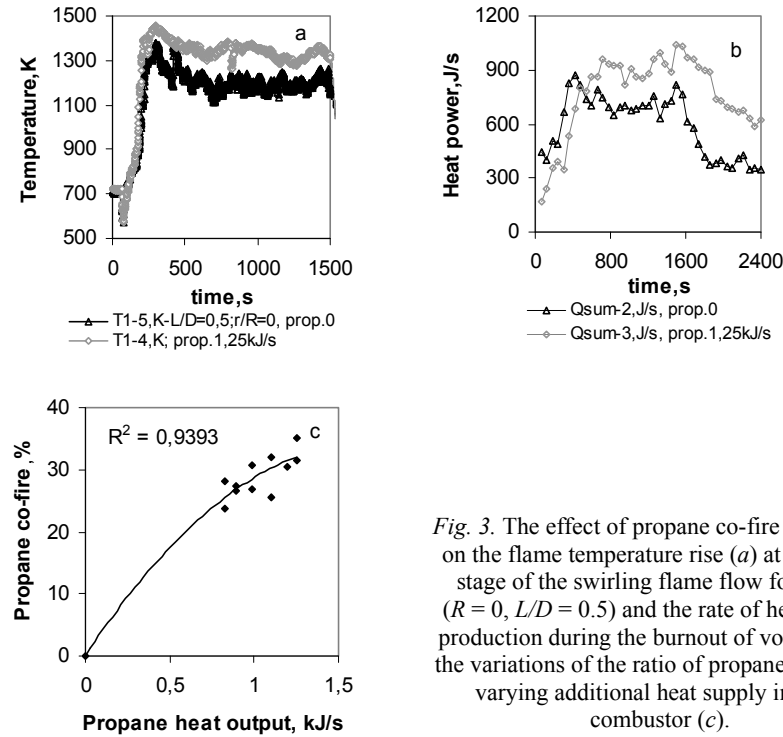 1500
1300
1100
900
700
500
Temperature,K
a
0 500 1000 1500
time,s
T1-5,K-L/D=0,5;r/R=0, prop.0
T1-4,K; prop.1,25kJ/s
1200
900
600
300
0
Heat power,J/s
b
0 800 1600 2400
time,s
Qsum-2,J/s, prop.0
Qsum-3,J/s, prop.1,25kJ/s
40
30
20
10
0
Propane co-fire,%
R² = 0,9393
c
0 0,5 1 1,5
Propane heat output, kJ/s
Fig. 3. The effect of propane co-fire
on the flame temperature rise (a) at
stage of the swirling flame flow
(R = 0, L/D = 0.5) and the rate of
production during the burnout of
the variations of the ratio of propane
varying additional heat supply
combustor (c).